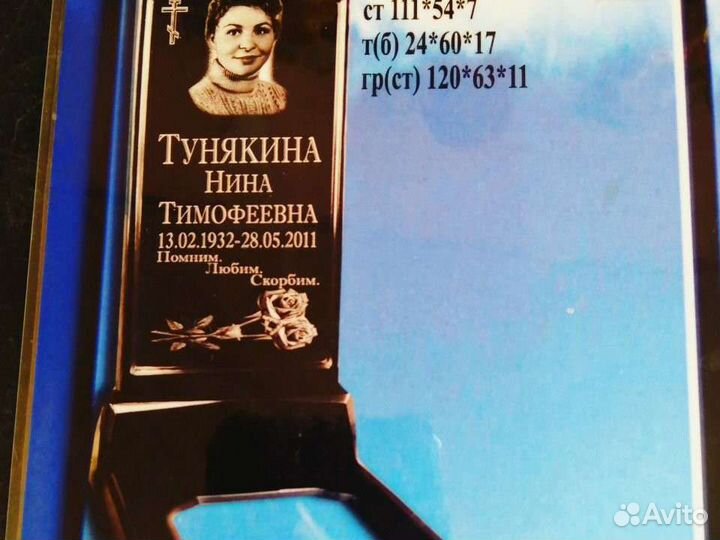 ст 111*54*7
т(б) 24*60*17
гр(ст) 120*63*11
ТУНЯКИНА
НИНА
ТИМОФЕЕВНА
13.02.1932-28.05.2011
Помним.
Любим.
Скорбим.
Avito